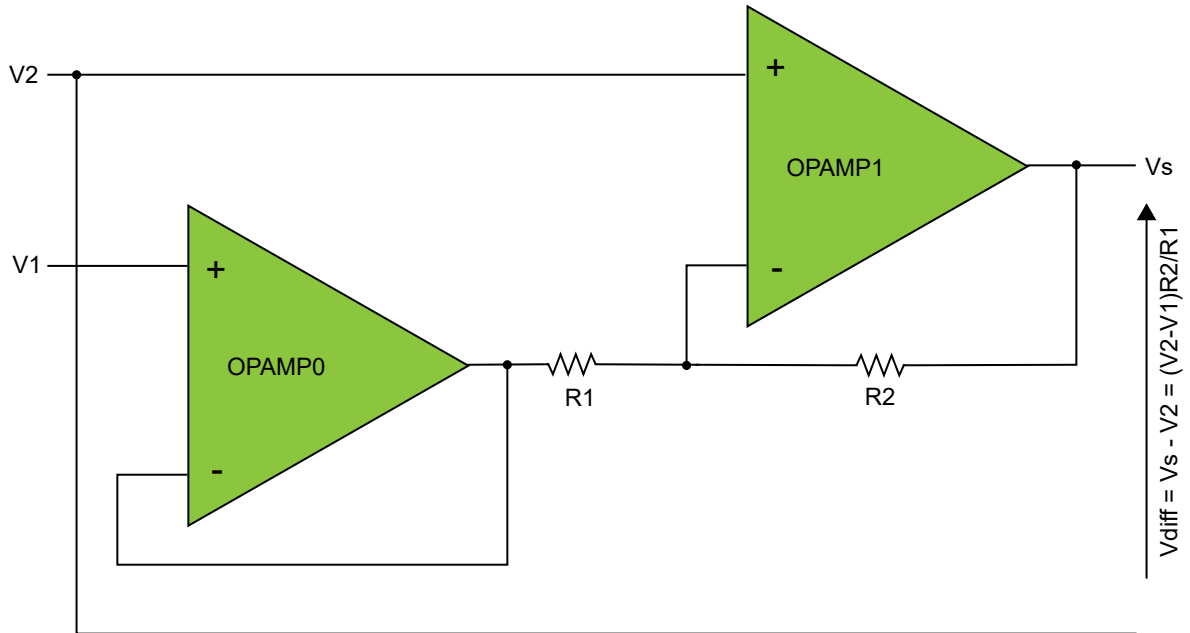 V2
+
OPAMP1
Vs
-
V1
+
OPAMP0
-
R1
R2
Vdiff = Vs - V2 = (V2-V1)R2/R1